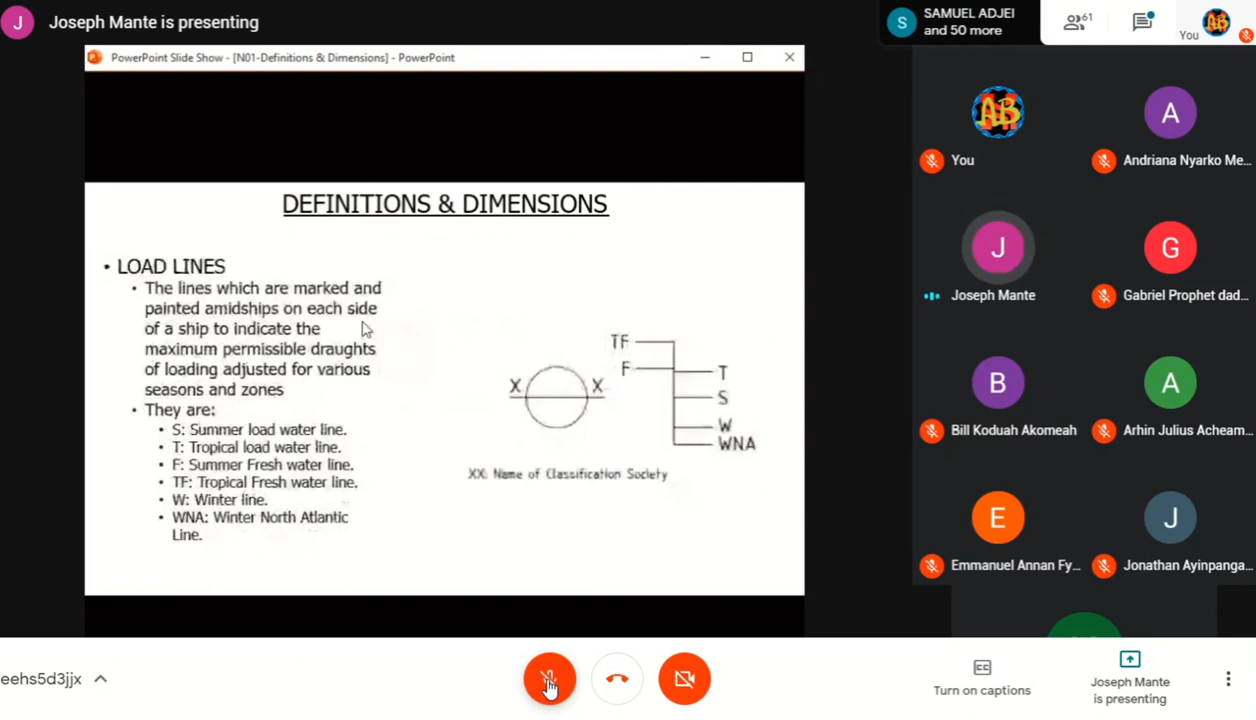 J Joseph Mante is presenting
S SAMUEL ADJEI
and 50 more
61
You
PowerPoint Slide Show - [N01-Definitions & Dimensions] - PowerPoint
DEFINITIONS & DIMENSIONS
• LOAD LINES
• The lines which are marked and
painted amidships on each side
of a ship to indicate the
maximum permissible draughts
of loading adjusted for various
seasons and zones
• They are:
• S: Summer load water line.
• T: Tropical load water line.
• F: Summer Fresh water line.
• TF: Tropical Fresh water line.
• W: Winter line.
• WNA: Winter North Atlantic
Line.
TF
F
T
X X
S
W
WNA
XX: Name of Classification Society
AB
You
A
Andriana Nyarko Me...
J
Joseph Mante
G
Gabriel Prophet dad...
B
Bill Koduah Akomeah
A
Arhin Julius Acheam...
E
Emmanuel Annan Fy...
J
Jonathan Ayinpanga...
eehs5d3jjx
CC
Turn on captions
Joseph Mante
is presenting